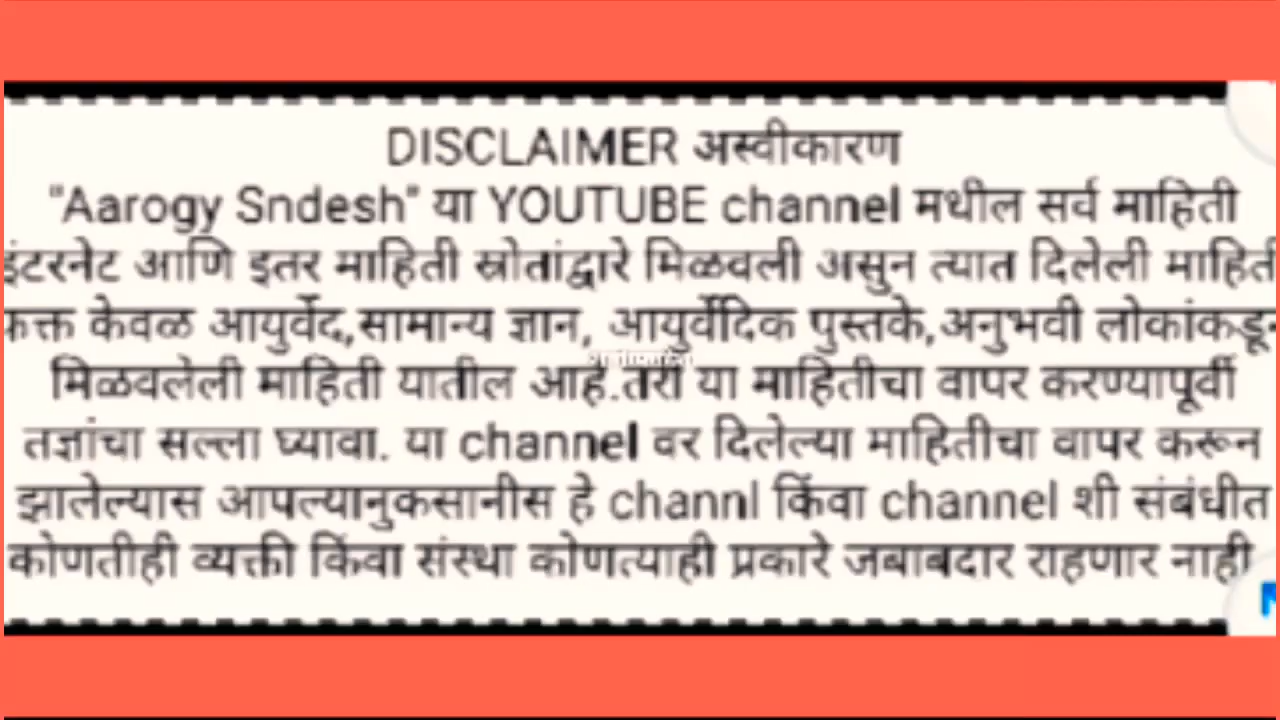 DISCLAIMER अस्वीकारण
"Aarogy Sndesh" या YOUTUBE channel मधील सर्व माहिती
इंटरनेट आणि इतर माहिती स्रोतांद्वारे मिळवली असुन त्यात दिलेली माहिती
फक्त केवळ आयुर्वेद,सामान्य ज्ञान, आयुर्वेदिक पुस्तके,अनुभवी लोकांकडून
मिळवलेली माहिती यातील आहे.तरी या माहितीचा वापर करण्यापूर्वी
तज्ञांचा सल्ला घ्यावा. या channel वर दिलेल्या माहितीचा वापर करून
झालेल्यास आपल्यानुकसानीस हे channl किंवा channel शी संबंधीत
कोणतीही व्यक्ती किंवा संस्था कोणत्याही प्रकारे जबाबदार राहणार नाही